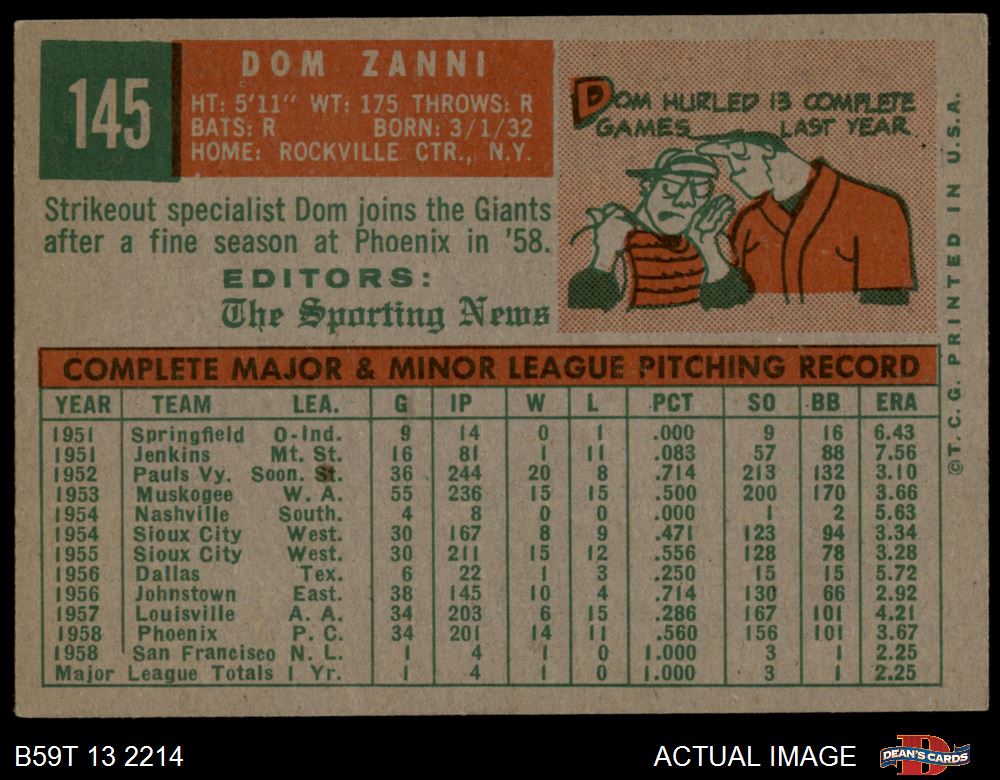 145
DOM ZANNI
HT: 5'11" WT: 175 THROWS: R
BATS: R BORN: 3/1/32
HOME: ROCKVILLE CTR., N.Y.
Strikeout specialist Dom joins the Giants
after a fine season at Phoenix in '58.
EDITORS:
The Sporting News
DOM HURLED 13 COMPLETE
GAMES LAST YEAR
COMPLETE MAJOR & MINOR LEAGUE PITCHING RECORD
YEAR TEAM LEA. G IP W L PCT SO BB ERA
1951 Springfield O-Ind. 9 14 0 1 .000 9 16 6.43
1951 Jenkins Mt. St. 16 81 1 11 .083 57 88 7.56
1952 Pauls Vy. Soon. St. 36 244 20 8 .714 213 132 3.10
1953 Muskogee W. A. 55 236 15 15 .500 200 170 3.66
1954 Nashville South. 4 8 0 0 .000 1 2 5.63
1954 Sioux City West. 30 167 8 9 .471 123 94 3.34
1955 Sioux City West. 30 211 15 12 .556 128 78 3.28
1956 Dallas Tex. 6 22 1 3 .250 15 15 5.72
1956 Johnstown East. 38 145 10 4 .714 130 66 2.92
1957 Louisville A. A. 34 203 6 15 .286 167 101 4.21
1958 Phoenix P. C. 34 201 14 11 .560 156 101 3.67
1958 San Francisco N. L. 1 4 1 0 1.000 3 1 2.25
Major League Totals 1 Yr. 1 4 1 0 1.000 3 1 2.25
©T.C.G. PRINTED IN U.S.A.
B59T 13 2214
ACTUAL IMAGE
DEAN'S CARDS